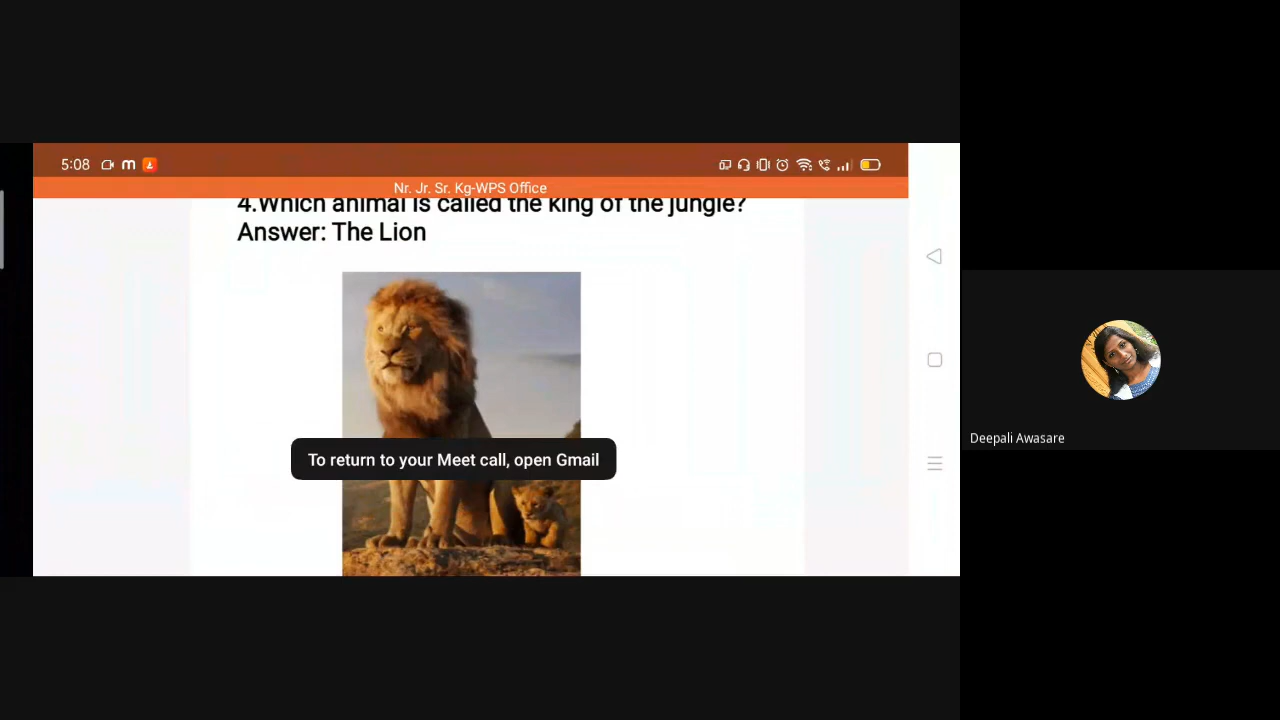 5:08
Nr. Jr. Sr. Kg-WPS Office
4.Which animal is called the king of the jungle?
Answer: The Lion
To return to your Meet call, open Gmail
Deepali Awasare